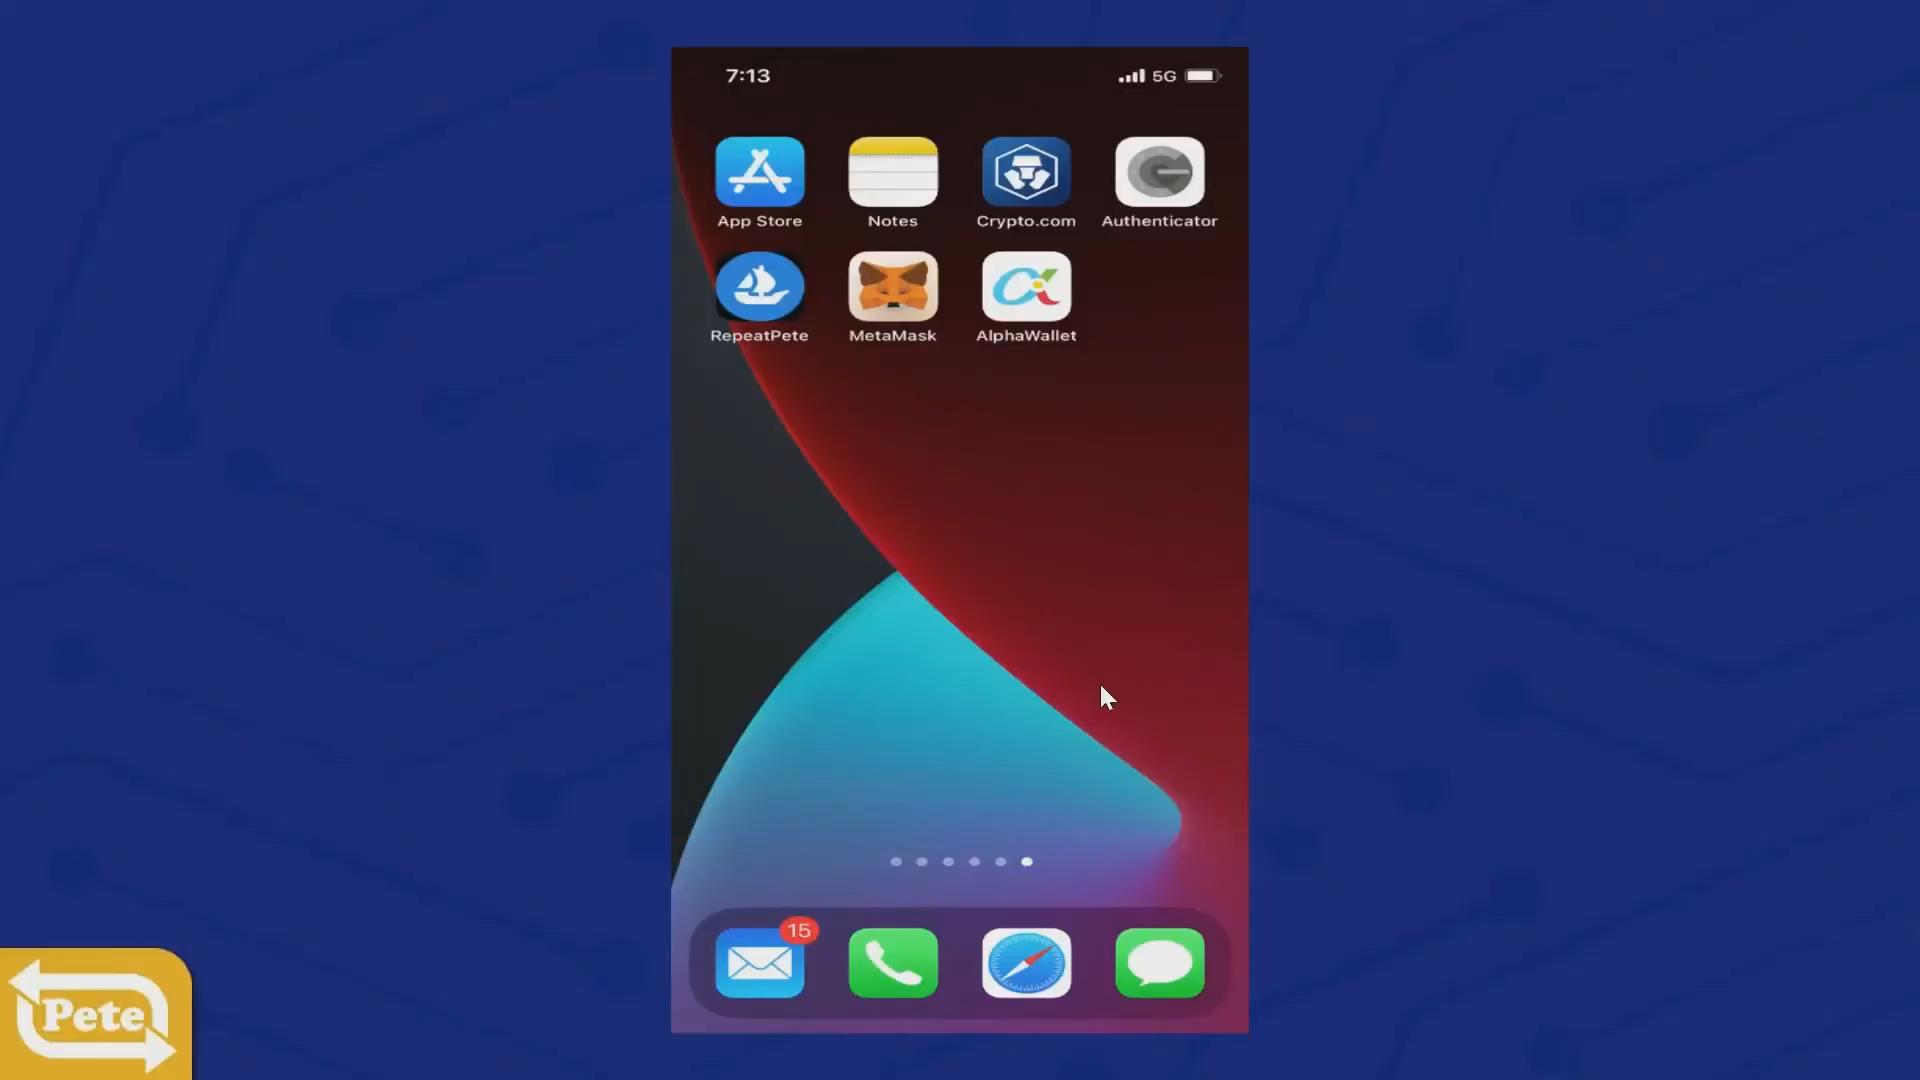 7:13 5G
App Store Notes Crypto.com Authenticator
RepeatPete MetaMask AlphaWallet
15
Pete